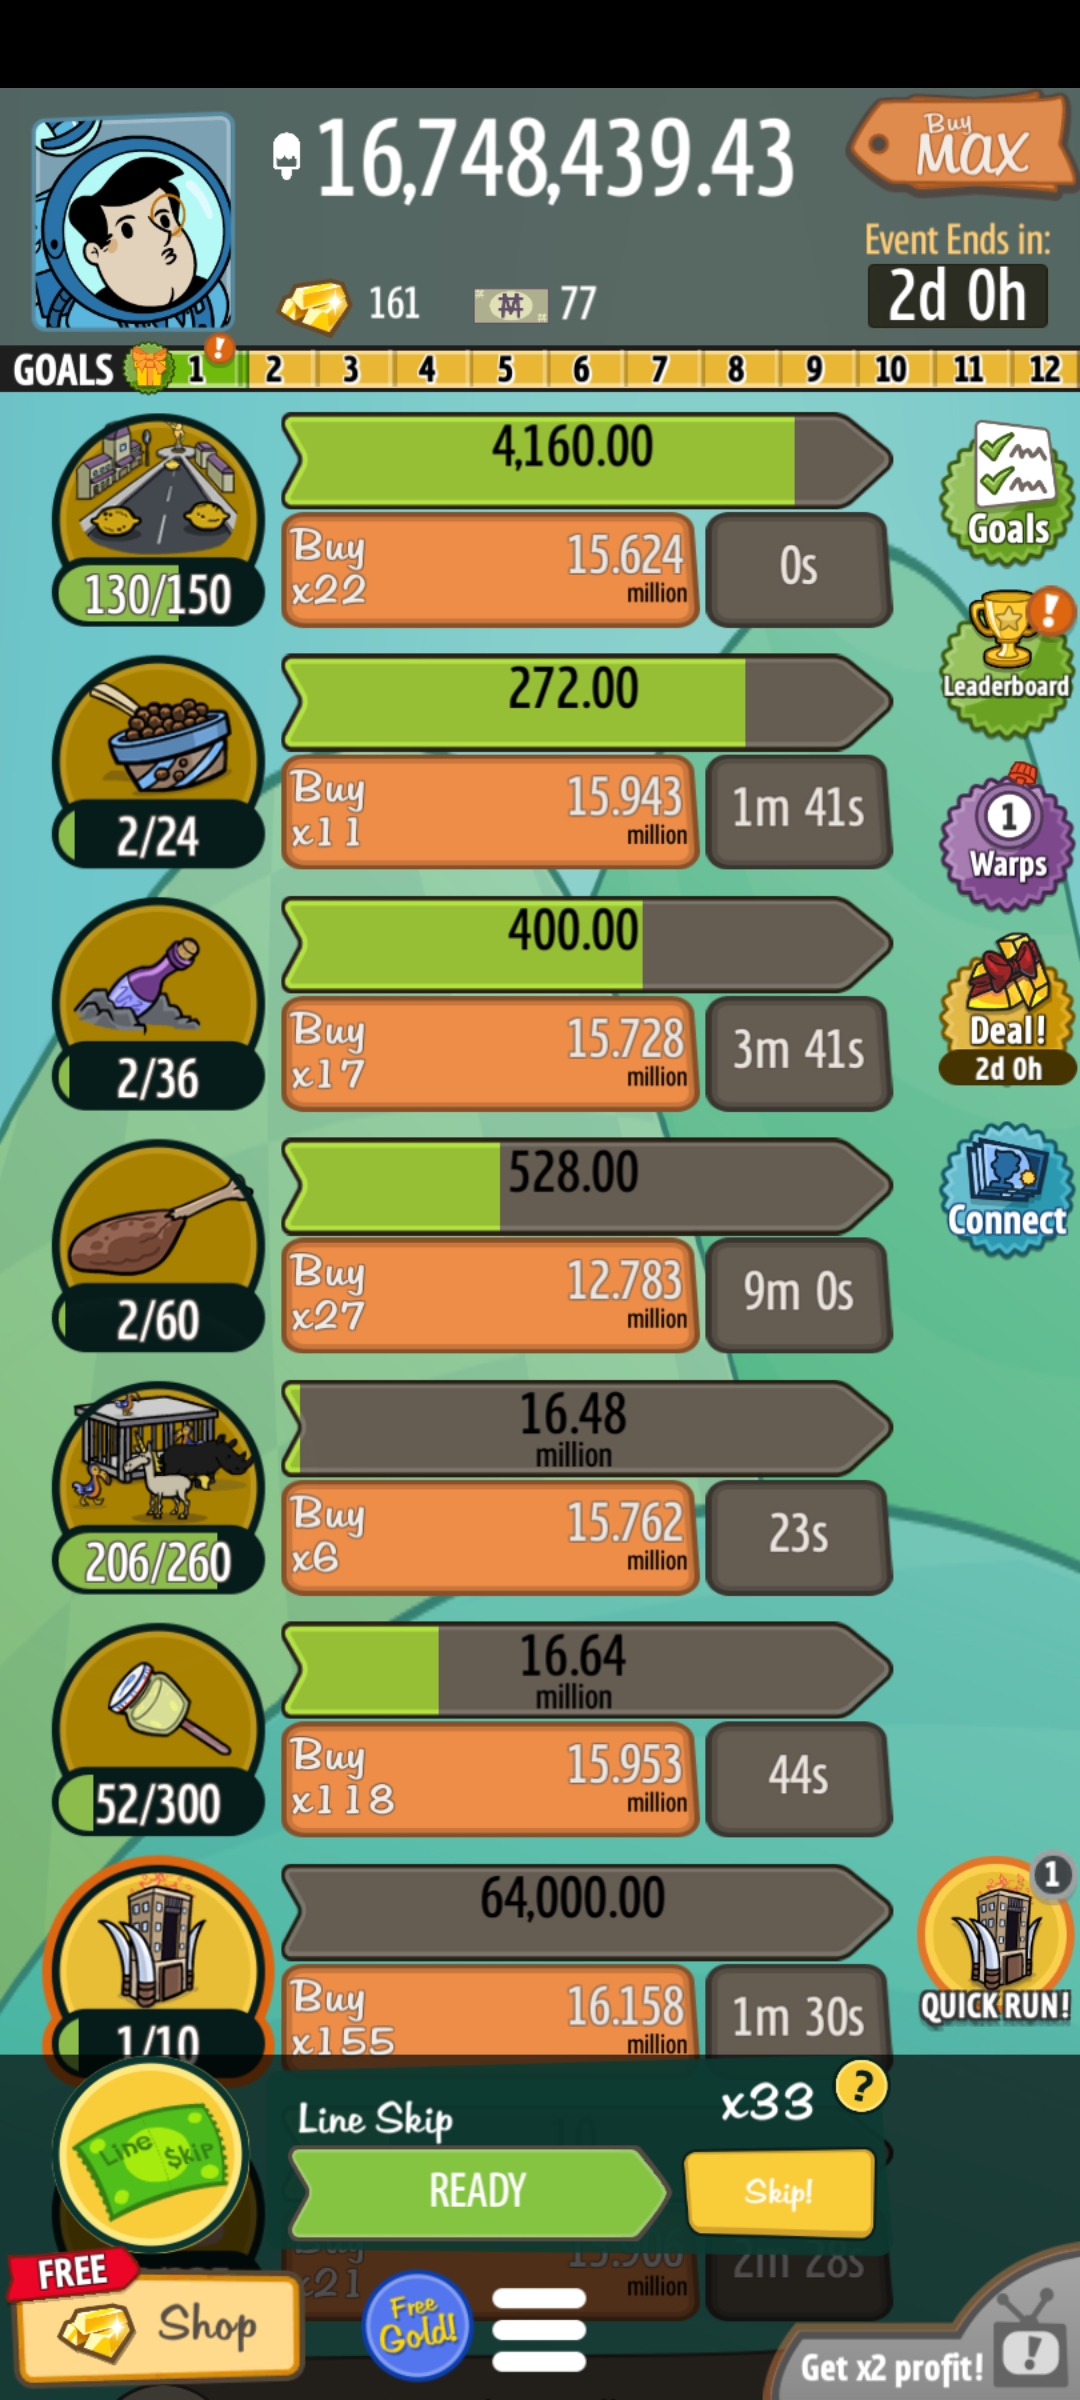 16,748,439.43
Buy
MAX
Event Ends in:
2d 0h
161
77
GOALS 1 ! 2 3 4 5 6 7 8 9 10 11 12
4,160.00
Buy
x22
15.624
million
0s
130/150
Goals
272.00
Buy
x11
15.943
million
1m 41s
2/24
!
Leaderboard
1
Warps
400.00
Buy
x17
15.728
million
3m 41s
2/36
Deal!
2d 0h
528.00
Buy
x27
12.783
million
9m 0s
2/60
Connect
16.48
million
Buy
x6
15.762
million
23s
206/260
16.64
million
Buy
x118
15.953
million
44s
52/300
64,000.00
Buy
x155
16.158
million
1m 30s
1/10
1
QUICK RUN!
Line Skip
Line Skip
x33
?
READY
Skip!
Buy
x21
million
2m 28s
FREE
Shop
Free
Gold!
Get x2 profit!
!